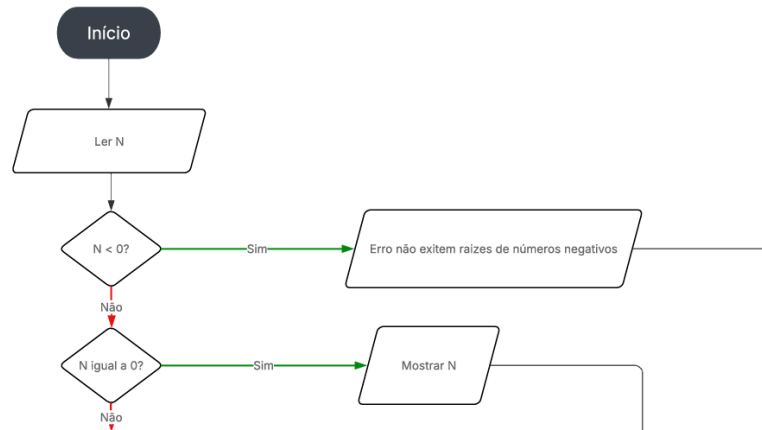 Início
Ler N
N < 0?
Sim
Erro não exitem raizes de números negativos
Não
N igual a 0?
Sim
Mostrar N
Não